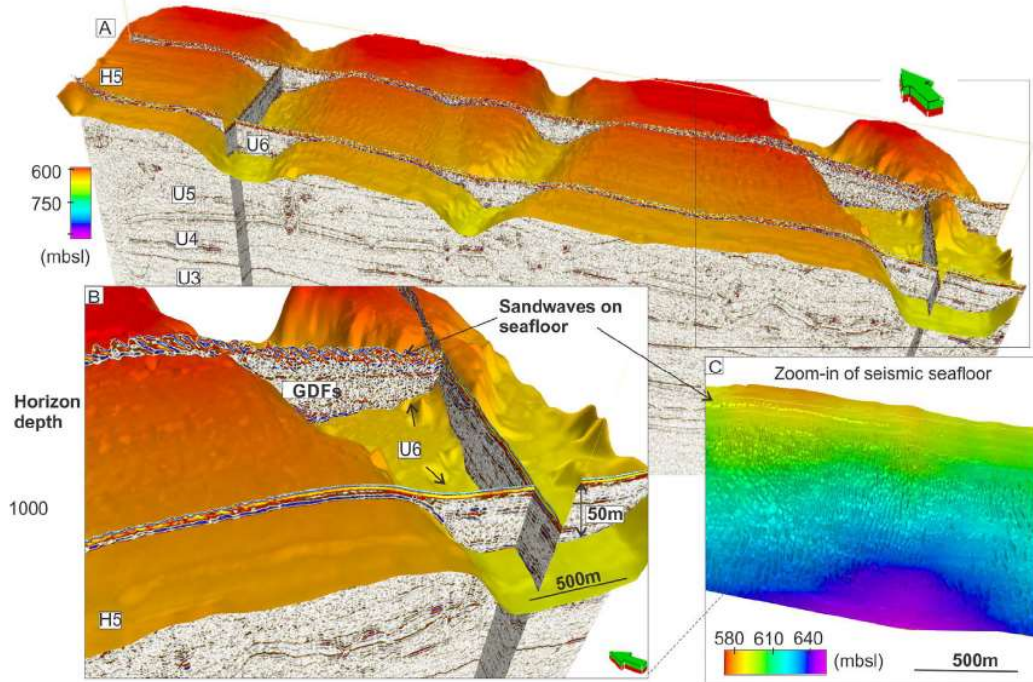 A
H5
U6
600
750
(mbsl)
U5
U4
U3
B
Sandwaves on
seafloor
GDFs
Horizon
depth
U6
1000
50m
500m
H5
C
Zoom-in of seismic seafloor
580 610 640
(mbsl)
500m